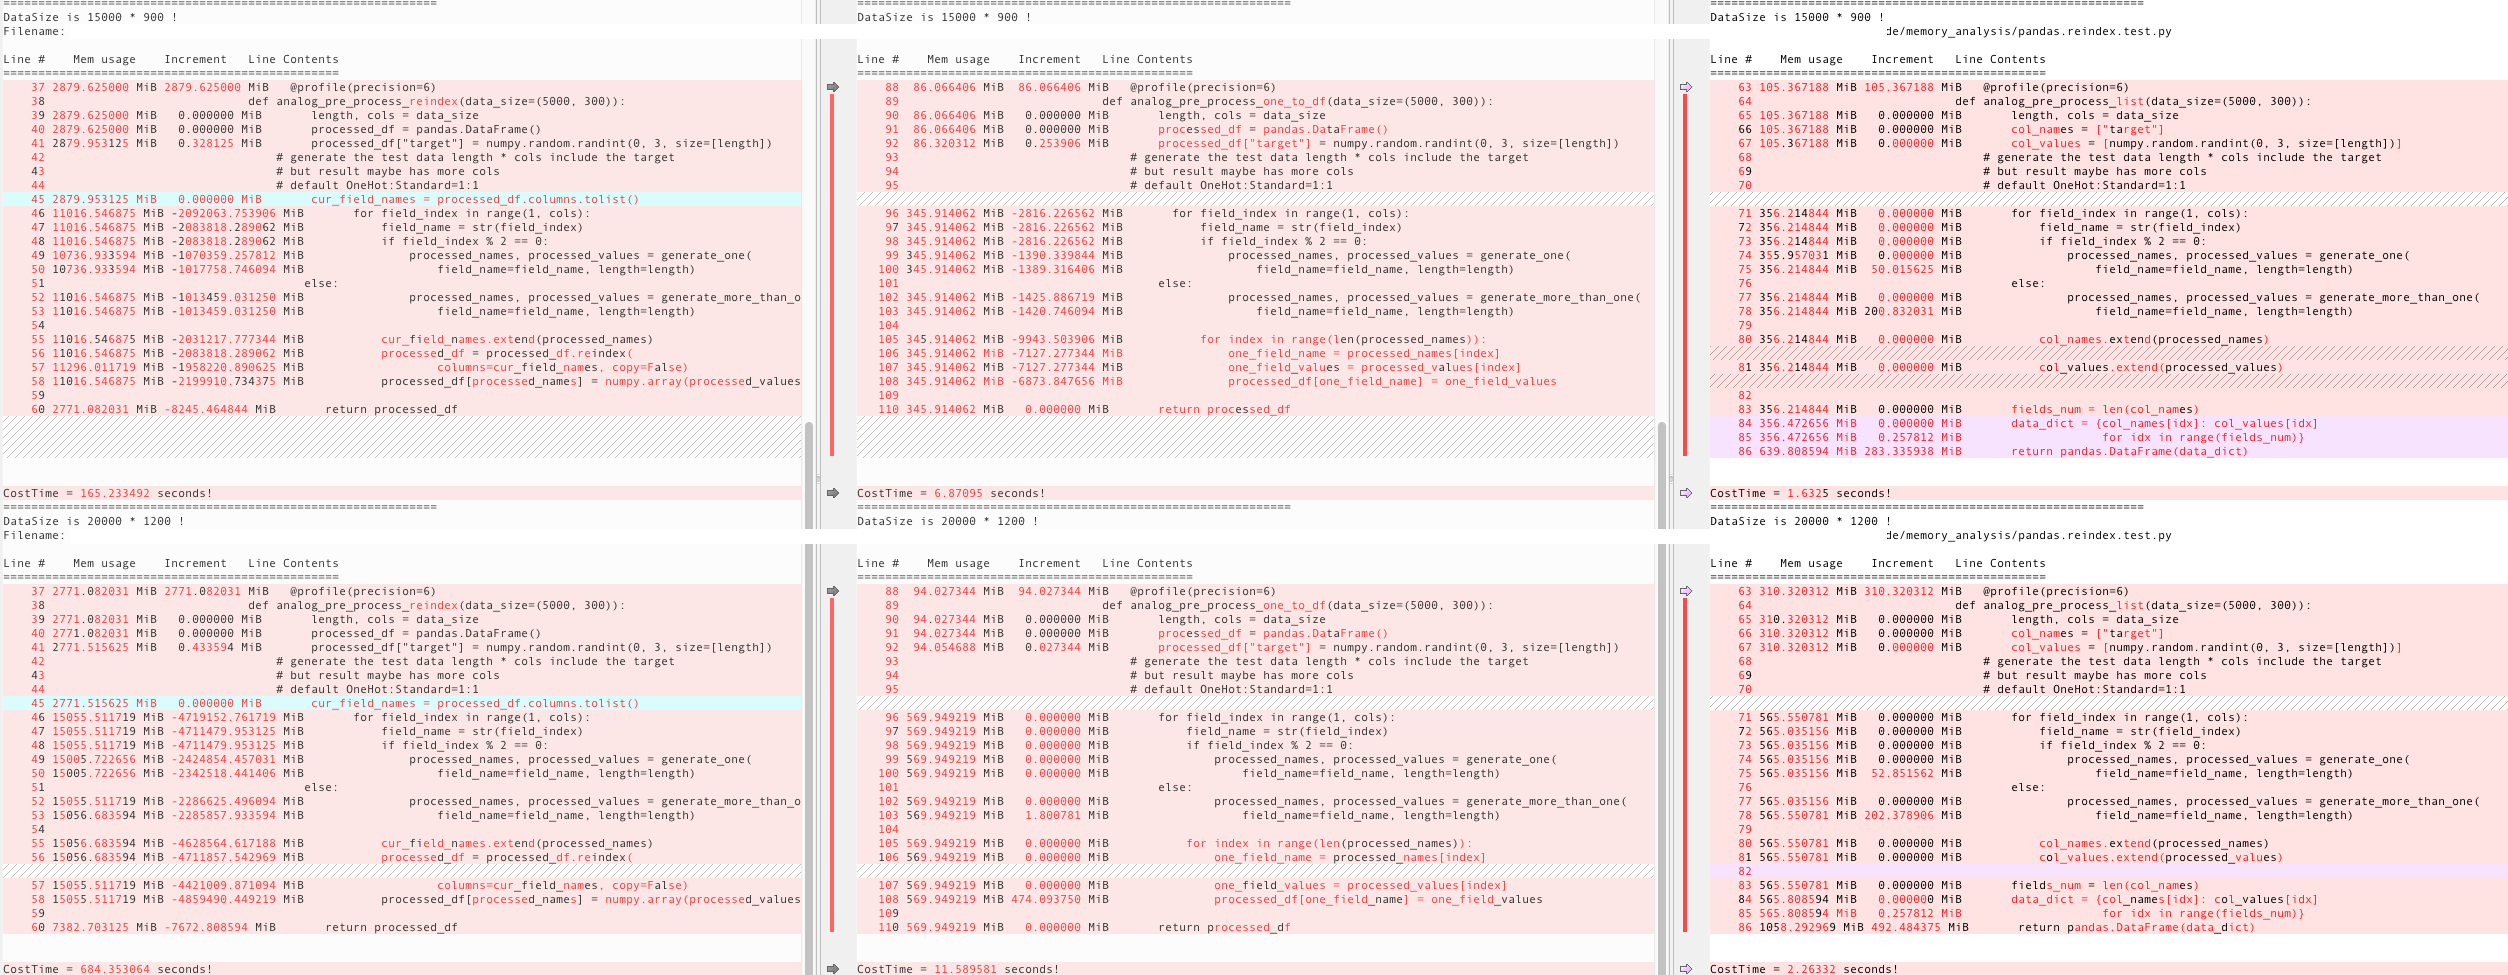 ==============================================================
DataSize is 15000 * 900 !
Filename:
Line #    Mem usage    Increment   Line Contents
================================================
37 2879.625000 MiB 2879.625000 MiB   @profile(precision=6)
38                             def analog_pre_process_reindex(data_size=(5000, 300)):
39 2879.625000 MiB   0.000000 MiB       length, cols = data_size
40 2879.625000 MiB   0.000000 MiB       processed_df = pandas.DataFrame()
41 2879.953125 MiB   0.328125 MiB       processed_df["target"] = numpy.random.randint(0, 3, size=[length])
42                                 # generate the test data length * cols include the target
43                                 # but result maybe has more cols
44                                 # default OneHot:Standard=1:1
45 2879.953125 MiB   0.000000 MiB       cur_field_names = processed_df.columns.tolist()
46 11016.546875 MiB -2092063.753906 MiB       for field_index in range(1, cols):
47 11016.546875 MiB -2083818.289062 MiB           field_name = str(field_index)
48 11016.546875 MiB -2083818.289062 MiB           if field_index % 2 == 0:
49 10736.933594 MiB -1070359.257812 MiB               processed_names, processed_values = generate_one(
50 10736.933594 MiB -1017758.746094 MiB                   field_name=field_name, length=length)
51                                     else:
52 11016.546875 MiB -1013459.031250 MiB               processed_names, processed_values = generate_more_than_o
53 11016.546875 MiB -1013459.031250 MiB                   field_name=field_name, length=length)
54
55 11016.546875 MiB -2031217.777344 MiB           cur_field_names.extend(processed_names)
56 11016.546875 MiB -2083818.289062 MiB           processed_df = processed_df.reindex(
57 11296.011719 MiB -1958220.890625 MiB                   columns=cur_field_names, copy=False)
58 11016.546875 MiB -2199910.734375 MiB           processed_df[processed_names] = numpy.array(processed_values
59
60 2771.082031 MiB -8245.464844 MiB       return processed_df
CostTime = 165.233492 seconds!
==============================================================
DataSize is 20000 * 1200 !
Filename:
Line #    Mem usage    Increment   Line Contents
================================================
37 2771.082031 MiB 2771.082031 MiB   @profile(precision=6)
38                             def analog_pre_process_reindex(data_size=(5000, 300)):
39 2771.082031 MiB   0.000000 MiB       length, cols = data_size
40 2771.082031 MiB   0.000000 MiB       processed_df = pandas.DataFrame()
41 2771.515625 MiB   0.433594 MiB       processed_df["target"] = numpy.random.randint(0, 3, size=[length])
42                                 # generate the test data length * cols include the target
43                                 # but result maybe has more cols
44                                 # default OneHot:Standard=1:1
45 2771.515625 MiB   0.000000 MiB       cur_field_names = processed_df.columns.tolist()
46 15055.511719 MiB -4719152.761719 MiB       for field_index in range(1, cols):
47 15055.511719 MiB -4711479.953125 MiB           field_name = str(field_index)
48 15055.511719 MiB -4711479.953125 MiB           if field_index % 2 == 0:
49 15005.722656 MiB -2424854.457031 MiB               processed_names, processed_values = generate_one(
50 15005.722656 MiB -2342518.441406 MiB                   field_name=field_name, length=length)
51                                     else:
52 15055.511719 MiB -2286625.496094 MiB               processed_names, processed_values = generate_more_than_o
53 15056.683594 MiB -2285857.933594 MiB                   field_name=field_name, length=length)
54
55 15056.683594 MiB -4628564.617188 MiB           cur_field_names.extend(processed_names)
56 15056.683594 MiB -4711857.542969 MiB           processed_df = processed_df.reindex(
57 15055.511719 MiB -4421009.871094 MiB                   columns=cur_field_names, copy=False)
58 15055.511719 MiB -4859490.449219 MiB           processed_df[processed_names] = numpy.array(processed_values
59
60 7382.703125 MiB -7672.808594 MiB       return processed_df
CostTime = 684.353064 seconds!
==============================================================
DataSize is 15000 * 900 !
Line #    Mem usage    Increment   Line Contents
================================================
88  86.066406 MiB  86.066406 MiB   @profile(precision=6)
89                             def analog_pre_process_one_to_df(data_size=(5000, 300)):
90  86.066406 MiB   0.000000 MiB       length, cols = data_size
91  86.066406 MiB   0.000000 MiB       processed_df = pandas.DataFrame()
92  86.320312 MiB   0.253906 MiB       processed_df["target"] = numpy.random.randint(0, 3, size=[length])
93                                 # generate the test data length * cols include the target
94                                 # but result maybe has more cols
95                                 # default OneHot:Standard=1:1
96 345.914062 MiB -2816.226562 MiB       for field_index in range(1, cols):
97 345.914062 MiB -2816.226562 MiB           field_name = str(field_index)
98 345.914062 MiB -2816.226562 MiB           if field_index % 2 == 0:
99 345.914062 MiB -1390.339844 MiB               processed_names, processed_values = generate_one(
100 345.914062 MiB -1389.316406 MiB                   field_name=field_name, length=length)
101                                     else:
102 345.914062 MiB -1425.886719 MiB               processed_names, processed_values = generate_more_than_one(
103 345.914062 MiB -1420.746094 MiB                   field_name=field_name, length=length)
104
105 345.914062 MiB -9943.503906 MiB           for index in range(len(processed_names)):
106 345.914062 MiB -7127.277344 MiB               one_field_name = processed_names[index]
107 345.914062 MiB -7127.277344 MiB               one_field_values = processed_values[index]
108 345.914062 MiB -6873.847656 MiB               processed_df[one_field_name] = one_field_values
109
110 345.914062 MiB   0.000000 MiB       return processed_df
CostTime = 6.87095 seconds!
==============================================================
DataSize is 20000 * 1200 !
Line #    Mem usage    Increment   Line Contents
================================================
88  94.027344 MiB  94.027344 MiB   @profile(precision=6)
89                             def analog_pre_process_one_to_df(data_size=(5000, 300)):
90  94.027344 MiB   0.000000 MiB       length, cols = data_size
91  94.027344 MiB   0.000000 MiB       processed_df = pandas.DataFrame()
92  94.054688 MiB   0.027344 MiB       processed_df["target"] = numpy.random.randint(0, 3, size=[length])
93                                 # generate the test data length * cols include the target
94                                 # but result maybe has more cols
95                                 # default OneHot:Standard=1:1
96 569.949219 MiB   0.000000 MiB       for field_index in range(1, cols):
97 569.949219 MiB   0.000000 MiB           field_name = str(field_index)
98 569.949219 MiB   0.000000 MiB           if field_index % 2 == 0:
99 569.949219 MiB   0.000000 MiB               processed_names, processed_values = generate_one(
100 569.949219 MiB   0.000000 MiB                   field_name=field_name, length=length)
101                                     else:
102 569.949219 MiB   0.000000 MiB               processed_names, processed_values = generate_more_than_one(
103 569.949219 MiB   1.800781 MiB                   field_name=field_name, length=length)
104
105 569.949219 MiB   0.000000 MiB           for index in range(len(processed_names)):
106 569.949219 MiB   0.000000 MiB               one_field_name = processed_names[index]
107 569.949219 MiB   0.000000 MiB               one_field_values = processed_values[index]
108 569.949219 MiB 474.093750 MiB               processed_df[one_field_name] = one_field_values
109
110 569.949219 MiB   0.000000 MiB       return processed_df
CostTime = 11.589581 seconds!
==============================================================
DataSize is 15000 * 900 !
de/memory_analysis/pandas.reindex.test.py
Line #    Mem usage    Increment   Line Contents
================================================
63 105.367188 MiB 105.367188 MiB   @profile(precision=6)
64                             def analog_pre_process_list(data_size=(5000, 300)):
65 105.367188 MiB   0.000000 MiB       length, cols = data_size
66 105.367188 MiB   0.000000 MiB       col_names = ["target"]
67 105.367188 MiB   0.000000 MiB       col_values = [numpy.random.randint(0, 3, size=[length])]
68                                 # generate the test data length * cols include the target
69                                 # but result maybe has more cols
70                                 # default OneHot:Standard=1:1
71 356.214844 MiB   0.000000 MiB       for field_index in range(1, cols):
72 356.214844 MiB   0.000000 MiB           field_name = str(field_index)
73 356.214844 MiB   0.000000 MiB           if field_index % 2 == 0:
74 355.957031 MiB   0.000000 MiB               processed_names, processed_values = generate_one(
75 356.214844 MiB  50.015625 MiB                   field_name=field_name, length=length)
76                                     else:
77 356.214844 MiB   0.000000 MiB               processed_names, processed_values = generate_more_than_one(
78 356.214844 MiB 200.832031 MiB                   field_name=field_name, length=length)
79
80 356.214844 MiB   0.000000 MiB           col_names.extend(processed_names)
81 356.214844 MiB   0.000000 MiB           col_values.extend(processed_values)
82
83 356.214844 MiB   0.000000 MiB       fields_num = len(col_names)
84 356.472656 MiB   0.000000 MiB       data_dict = {col_names[idx]: col_values[idx]
85 356.472656 MiB   0.257812 MiB                    for idx in range(fields_num)}
86 639.808594 MiB 283.335938 MiB       return pandas.DataFrame(data_dict)
CostTime = 1.6325 seconds!
==============================================================
DataSize is 20000 * 1200 !
de/memory_analysis/pandas.reindex.test.py
Line #    Mem usage    Increment   Line Contents
================================================
63 310.320312 MiB 310.320312 MiB   @profile(precision=6)
64                             def analog_pre_process_list(data_size=(5000, 300)):
65 310.320312 MiB   0.000000 MiB       length, cols = data_size
66 310.320312 MiB   0.000000 MiB       col_names = ["target"]
67 310.320312 MiB   0.000000 MiB       col_values = [numpy.random.randint(0, 3, size=[length])]
68                                 # generate the test data length * cols include the target
69                                 # but result maybe has more cols
70                                 # default OneHot:Standard=1:1
71 565.550781 MiB   0.000000 MiB       for field_index in range(1, cols):
72 565.035156 MiB   0.000000 MiB           field_name = str(field_index)
73 565.035156 MiB   0.000000 MiB           if field_index % 2 == 0:
74 565.035156 MiB   0.000000 MiB               processed_names, processed_values = generate_one(
75 565.035156 MiB  52.851562 MiB                   field_name=field_name, length=length)
76                                     else:
77 565.035156 MiB   0.000000 MiB               processed_names, processed_values = generate_more_than_one(
78 565.550781 MiB 202.378906 MiB                   field_name=field_name, length=length)
79
80 565.550781 MiB   0.000000 MiB           col_names.extend(processed_names)
81 565.550781 MiB   0.000000 MiB           col_values.extend(processed_values)
82
83 565.550781 MiB   0.000000 MiB       fields_num = len(col_names)
84 565.808594 MiB   0.000000 MiB       data_dict = {col_names[idx]: col_values[idx]
85 565.808594 MiB   0.257812 MiB                    for idx in range(fields_num)}
86 1058.292969 MiB 492.484375 MiB       return pandas.DataFrame(data_dict)
CostTime = 2.26332 seconds!